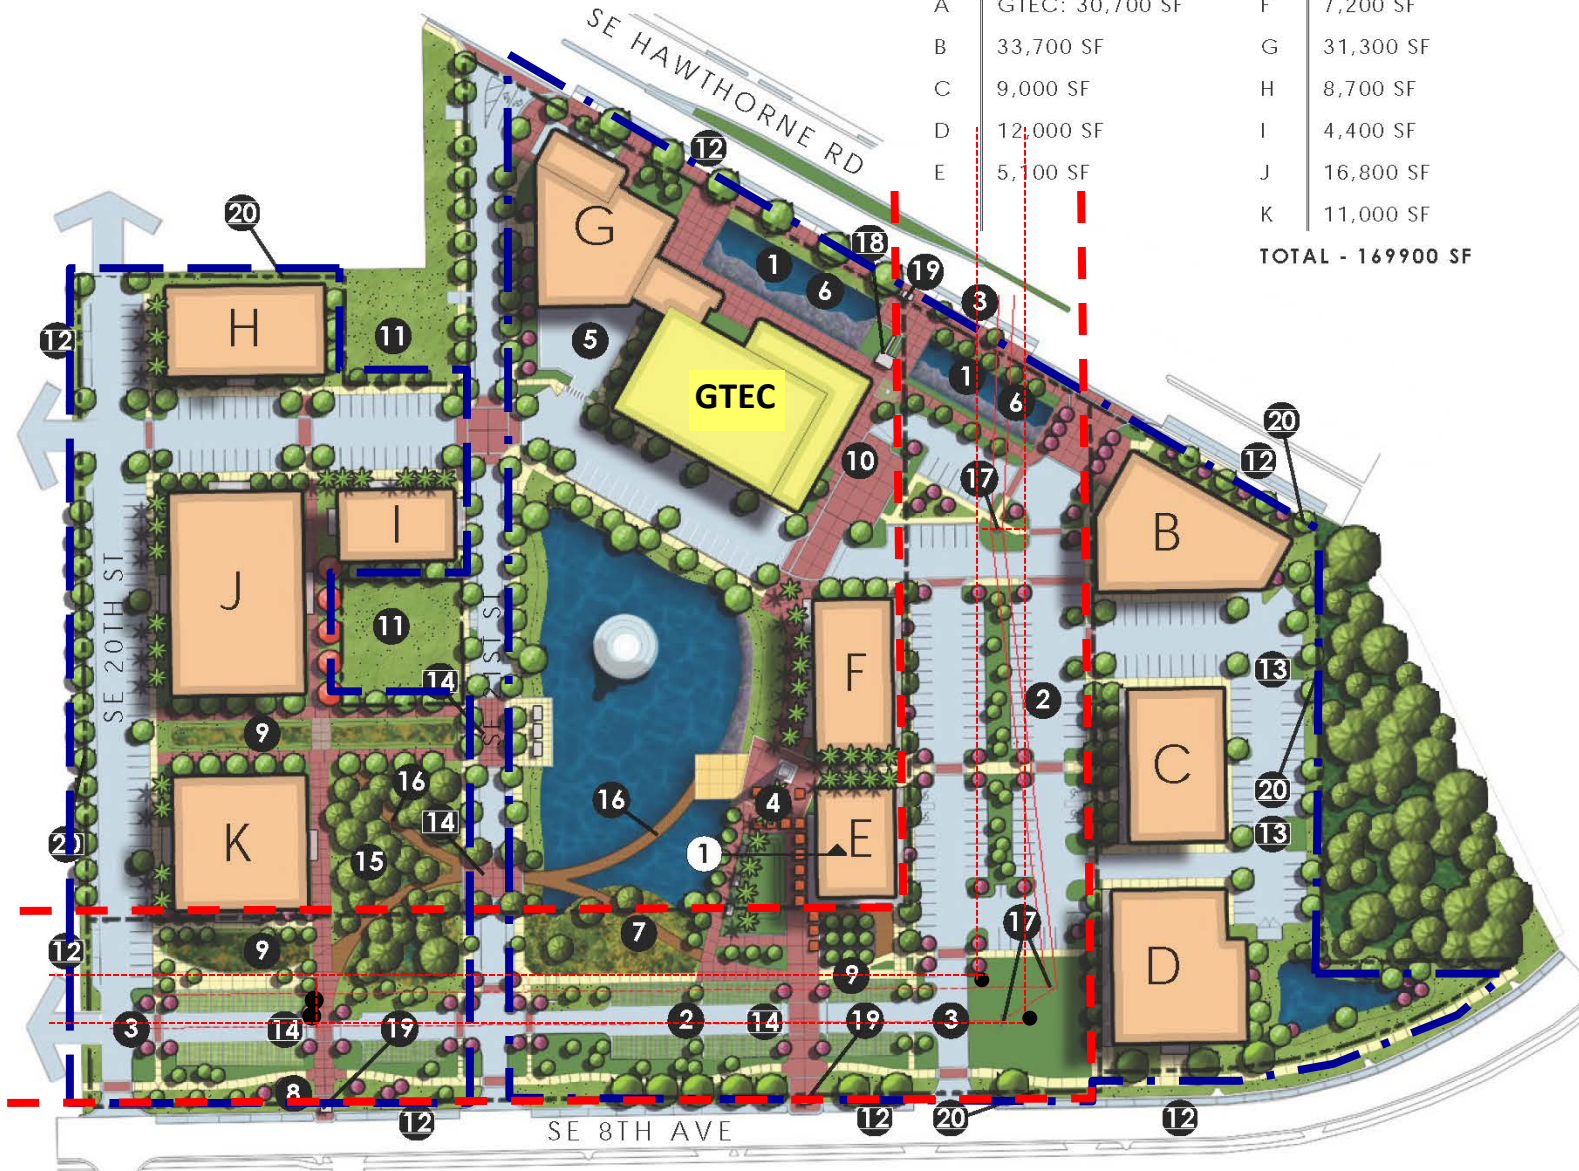 A GTEC: 30,700 SF F 7,200 SF
B 33,700 SF G 31,300 SF
C 9,000 SF H 8,700 SF
D 12,000 SF I 4,400 SF
E 5,100 SF J 16,800 SF
K 11,000 SF
TOTAL - 169900 SF
SE HAWTHORNE RD
12
G
20
18
1
19
6
3
H
12
11
5
1
GTEC
6
20
12
10
17
I
B
J
SE 20TH ST
SE 21ST ST
11
14
F
13
2
9
C
16
16
4
20
14
13
K
1
E
20
15
17
7
12
9
9
D
3
14
19
2
14
19
3
8
12
12
20
12
SE 8TH AVE